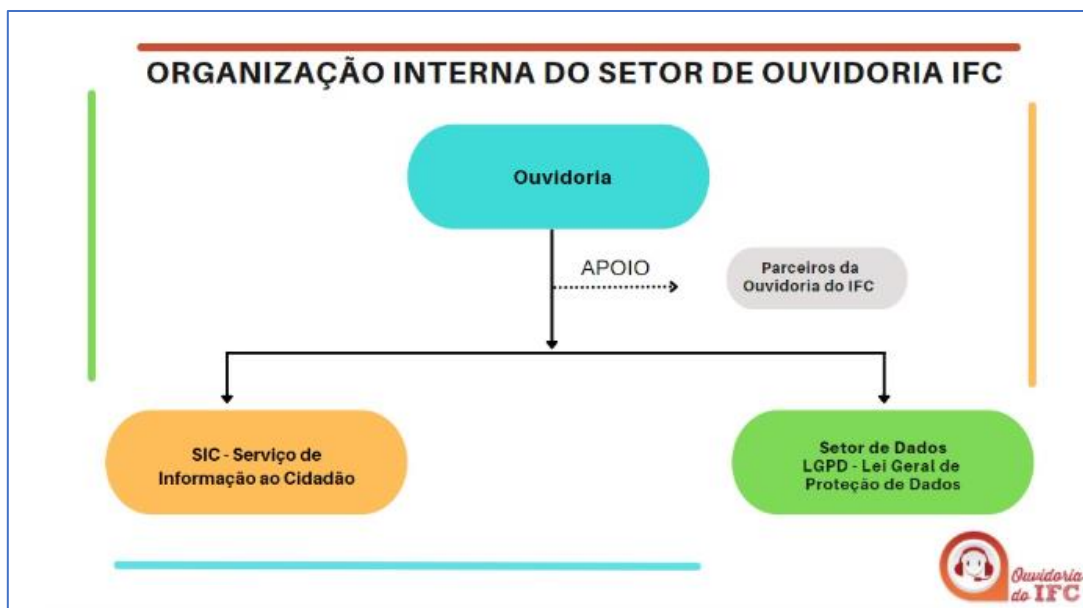 ORGANIZAÇÃO INTERNA DO SETOR DE OUVIDORIA IFC
Ouvidoria
APOIO
Parceiros da
Ouvidoria do IFC
SIC - Serviço de
Informação ao Cidadão
Setor de Dados
LGPD - Lei Geral de
Proteção de Dados
Ouvidoria
do IFC